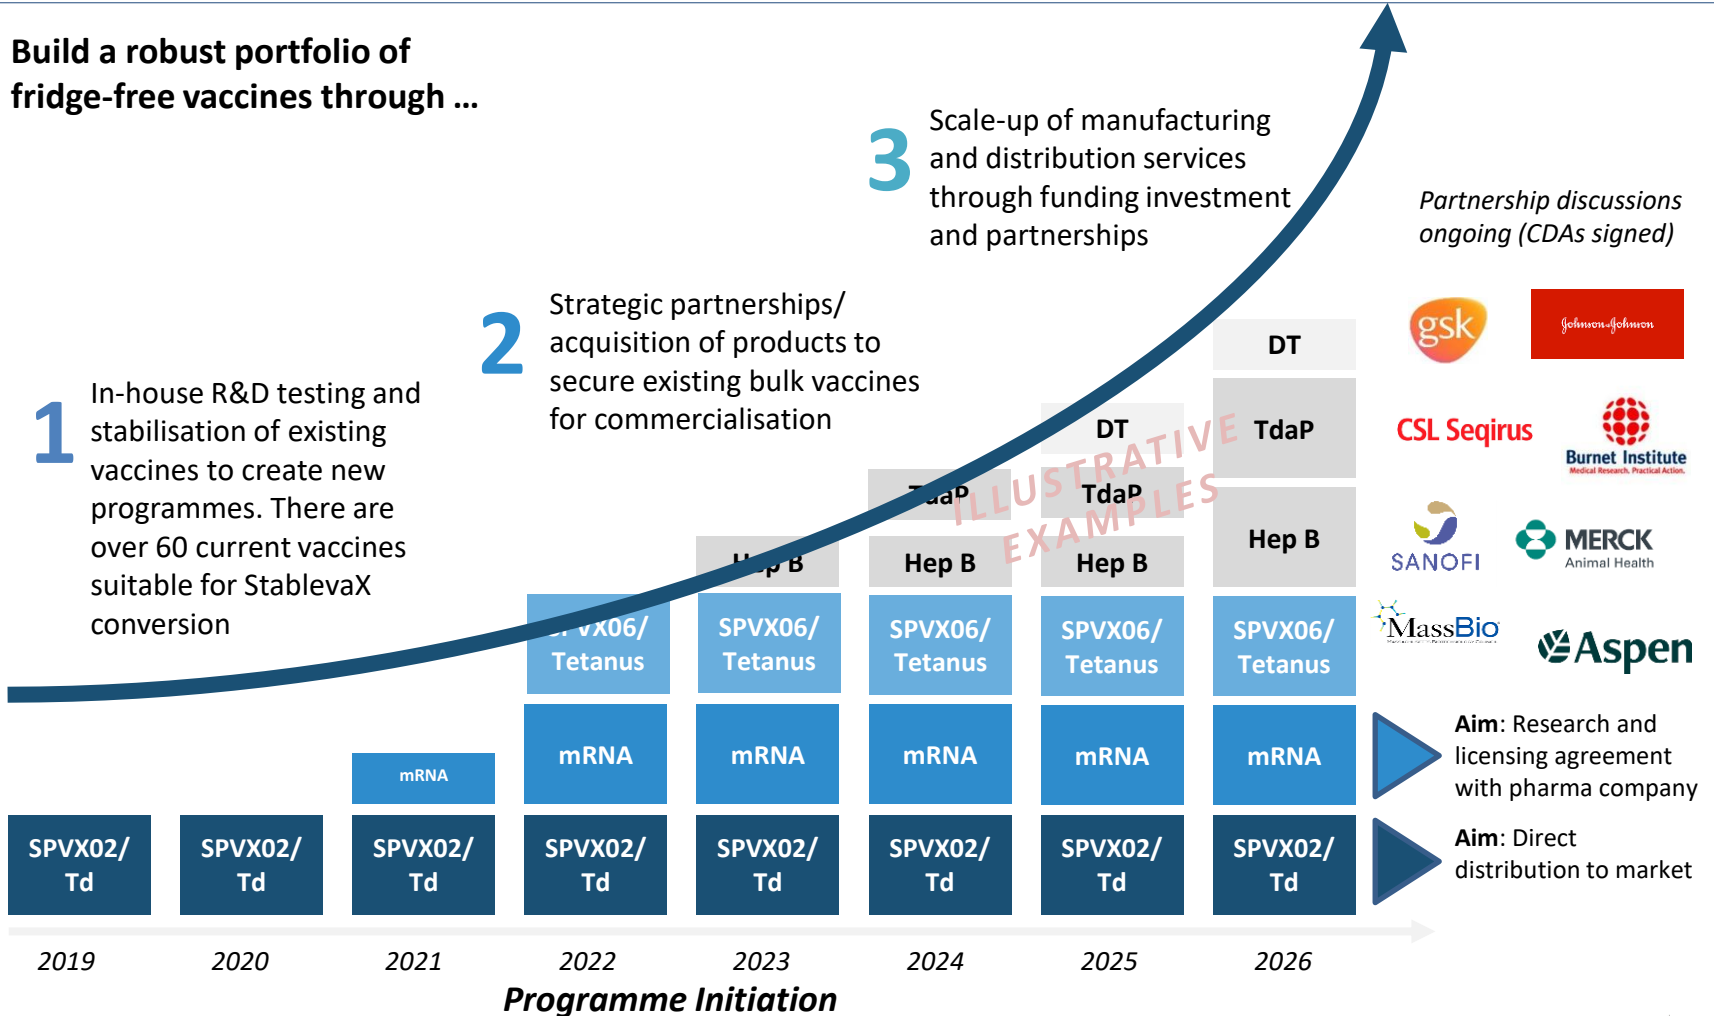 Build a robust portfolio of
fridge-free vaccines through ...
1
In-house R&D testing and
stabilisation of existing
vaccines to create new
programmes. There are
over 60 current vaccines
suitable for StablevaX
conversion
2
Strategic partnerships/
acquisition of products to
secure existing bulk vaccines
for commercialisation
3
Scale-up of manufacturing
and distribution services
through funding investment
and partnerships
Partnership discussions
ongoing (CDAs signed)
gsk
Johnson & Johnson
CSL Seqirus
Burnet Institute
Medical Research. Practical Action.
SANOFI
MERCK
Animal Health
MassBio
Aspen
ILLUSTRATIVE
EXAMPLES
DT
DT
TdaP
TdaP
TdaP
Hep B
Hep B
Hep B
Hep B
SPVX06/
Tetanus
SPVX06/
Tetanus
SPVX06/
Tetanus
SPVX06/
Tetanus
SPVX06/
Tetanus
mRNA
mRNA
mRNA
mRNA
mRNA
mRNA
Aim: Research and
licensing agreement
with pharma company
SPVX02/
Td
SPVX02/
Td
SPVX02/
Td
SPVX02/
Td
SPVX02/
Td
SPVX02/
Td
SPVX02/
Td
SPVX02/
Td
Aim: Direct
distribution to market
2019 2020 2021 2022 2023 2024 2025 2026
Programme Initiation